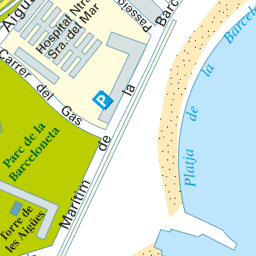 Hospital Ntra.
Sra. del Mar
Carrer del Gas
P
Parc de la
Barceloneta
Torre de
les Aigües
Marítim de la Barce
Platja de la Barcel
Passeig
Aiguad